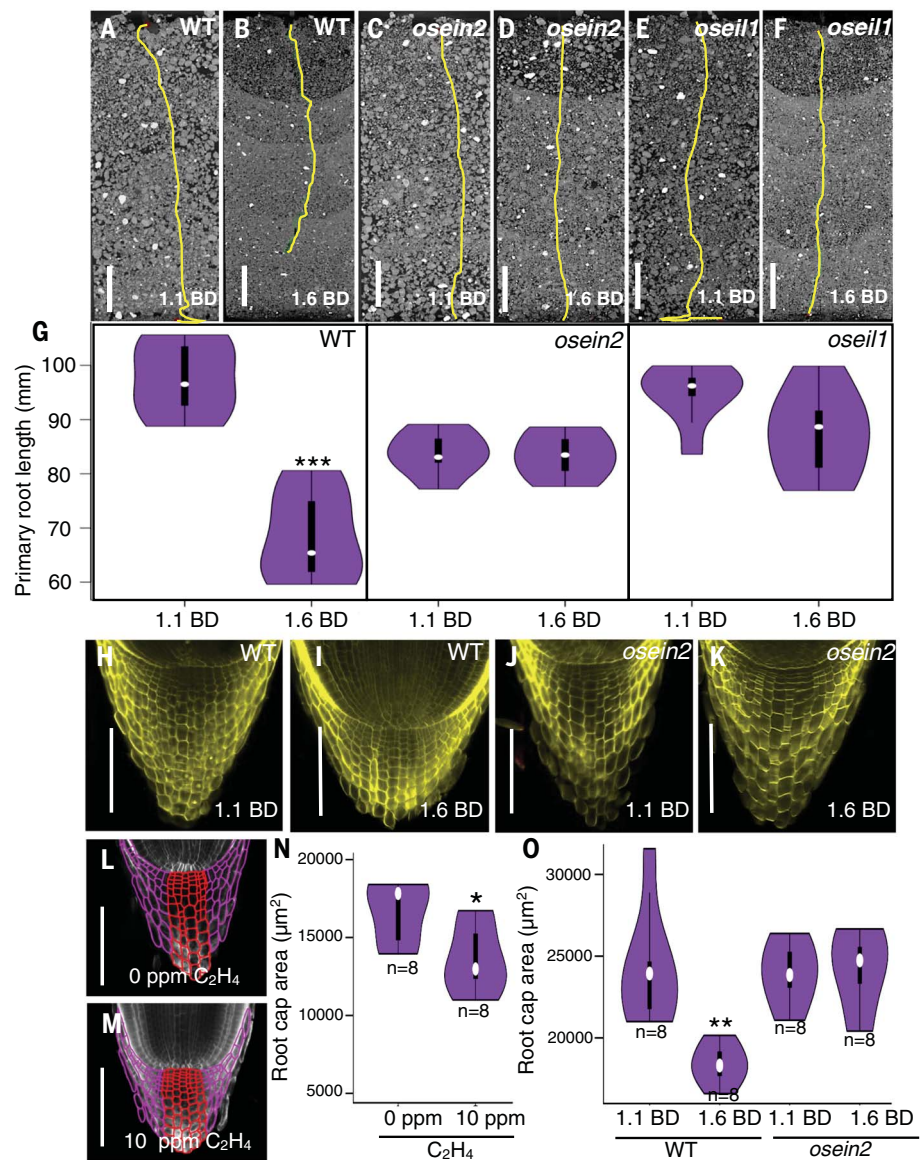 A WT B WT C osein2 D osein2 E oseil1 F oseil1
1.1 BD 1.6 BD 1.1 BD 1.6 BD 1.1 BD 1.6 BD
G WT osein2 oseil1
Primary root length (mm)
100
90
80
70
60
***
1.1 BD 1.6 BD 1.1 BD 1.6 BD 1.1 BD 1.6 BD
H WT I WT J osein2 K osein2
1.1 BD 1.6 BD 1.1 BD 1.6 BD
L
0 ppm C₂H₄
M
10 ppm C₂H₄
N
Root cap area (μm²)
20000
15000
10000
5000
*
n=8 n=8
0 ppm 10 ppm
C₂H₄
O
Root cap area (μm²)
30000
25000
20000
**
n=8 n=8 n=8 n=8
1.1 BD 1.6 BD 1.1 BD 1.6 BD
WT osein2